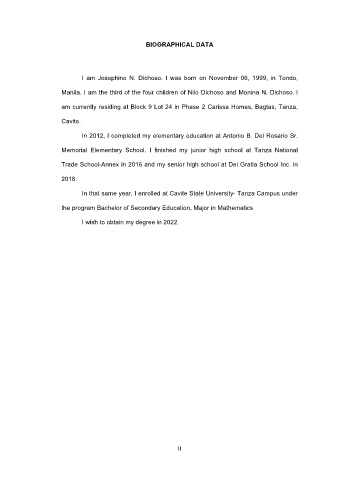 BIOGRAPHICAL DATA
I am Josephine N. Dichoso. I was born on November 06, 1999, in Tondo,
Manila. I am the third of the four children of Nilo Dichoso and Monina N. Dichoso. I
am currently residing at Block 9 Lot 24 in Phase 2 Carissa Homes, Bagtas, Tanza,
Cavite.
In 2012, I completed my elementary education at Antonio B. Del Rosario Sr.
Memorial Elementary School. I finished my junior high school at Tanza National
Trade School-Annex in 2016 and my senior high school at Dei Gratia School Inc. in
2018.
In that same year, I enrolled at Cavite State University- Tanza Campus under
the program Bachelor of Secondary Education, Major in Mathematics
I wish to obtain my degree in 2022.
ii